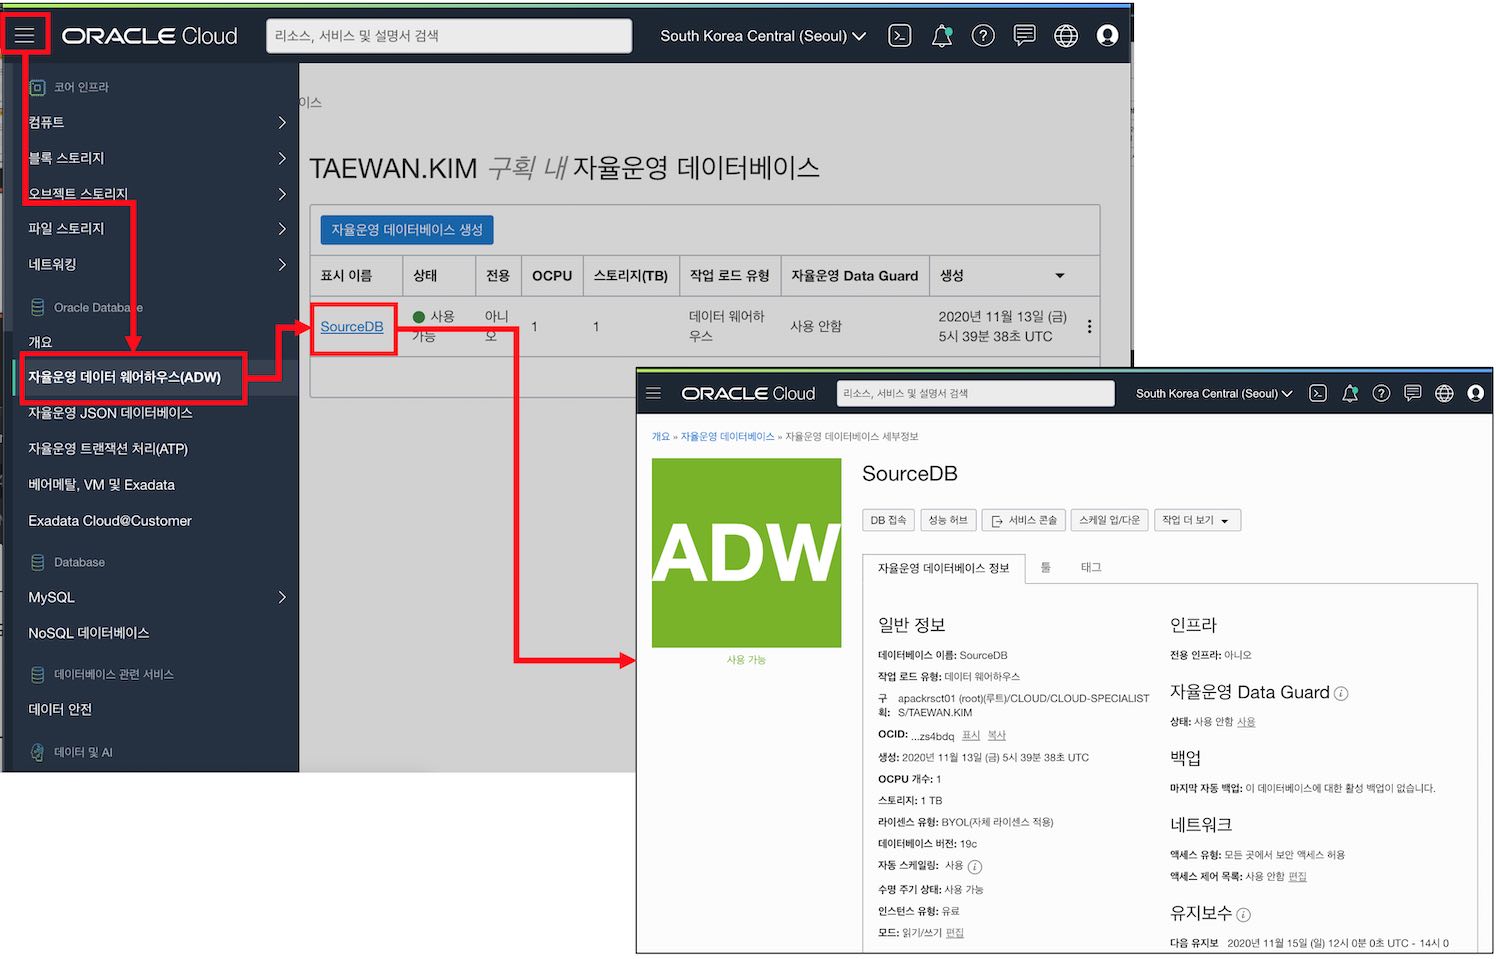 ORACLE Cloud
리소스, 서비스 및 설명서 검색
South Korea Central (Seoul)
코어 인프라
컴퓨트
블록 스토리지
오브젝트 스토리지
파일 스토리지
네트워킹
Oracle Database
개요
자율운영 데이터 웨어하우스(ADW)
자율운영 JSON 데이터베이스
자율운영 트랜잭션 처리(ATP)
베어메탈, VM 및 Exadata
Exadata Cloud@Customer
Database
MySQL
NoSQL 데이터베이스
데이터베이스 관련 서비스
데이터 안전
데이터 및 AI
이스
TAEWAN.KIM 구획 내 자율운영 데이터베이스
자율운영 데이터베이스 생성
표시 이름 상태 전용 OCPU 스토리지(TB) 작업 로드 유형 자율운영 Data Guard 생성
SourceDB 사용 가능 아니오 1 1 데이터 웨어하우스 사용 안함 2020년 11월 13일 (금) 5시 39분 38초 UTC
ORACLE Cloud
리소스, 서비스 및 설명서 검색
South Korea Central (Seoul)
개요 » 자율운영 데이터베이스 » 자율운영 데이터베이스 세부정보
ADW
사용 가능
SourceDB
DB 접속 성능 허브 서비스 콘솔 스케일 업/다운 작업 더 보기
자율운영 데이터베이스 정보 툴 태그
일반 정보
데이터베이스 이름: SourceDB
작업 로드 유형: 데이터 웨어하우스
구획: apackrsct01 (root)(루트)/CLOUD/CLOUD-SPECIALISTS/TAEWAN.KIM
OCID: ...zs4bdq 표시 복사
생성: 2020년 11월 13일 (금) 5시 39분 38초 UTC
OCPU 개수: 1
스토리지: 1 TB
라이센스 유형: BYOL(자체 라이센스 적용)
데이터베이스 버전: 19c
자동 스케일링: 사용
수명 주기 상태: 사용 가능
인스턴스 유형: 유료
모드: 읽기/쓰기 편집
인프라
전용 인프라: 아니오
자율운영 Data Guard
상태: 사용 안함 사용
백업
마지막 자동 백업: 이 데이터베이스에 대한 활성 백업이 없습니다.
네트워크
액세스 유형: 모든 곳에서 보안 액세스 허용
액세스 제어 목록: 사용 안함 편집
유지보수
다음 유지보 2020년 11월 15일 (일) 12시 0분 0초 UTC - 14시 0